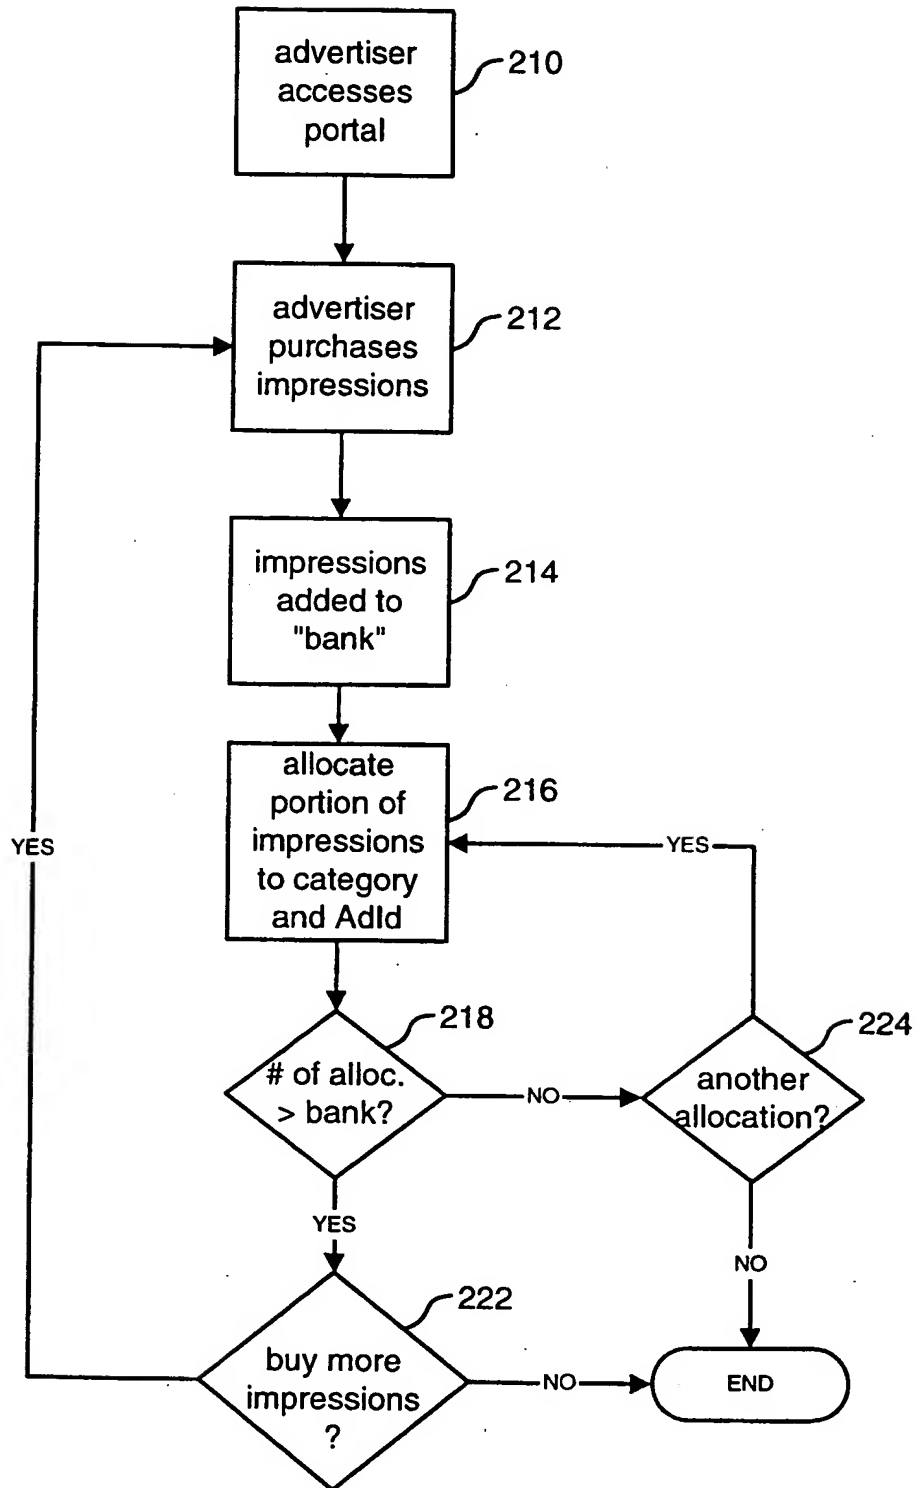 advertiser
accesses
portal
210
advertiser
purchases
impressions
212
impressions
added to
"bank"
214
allocate
portion of
impressions
to category
and AdId
216
YES
YES
# of alloc.
> bank?
218
NO
another
allocation?
224
YES
NO
buy more
impressions
?
222
NO
END